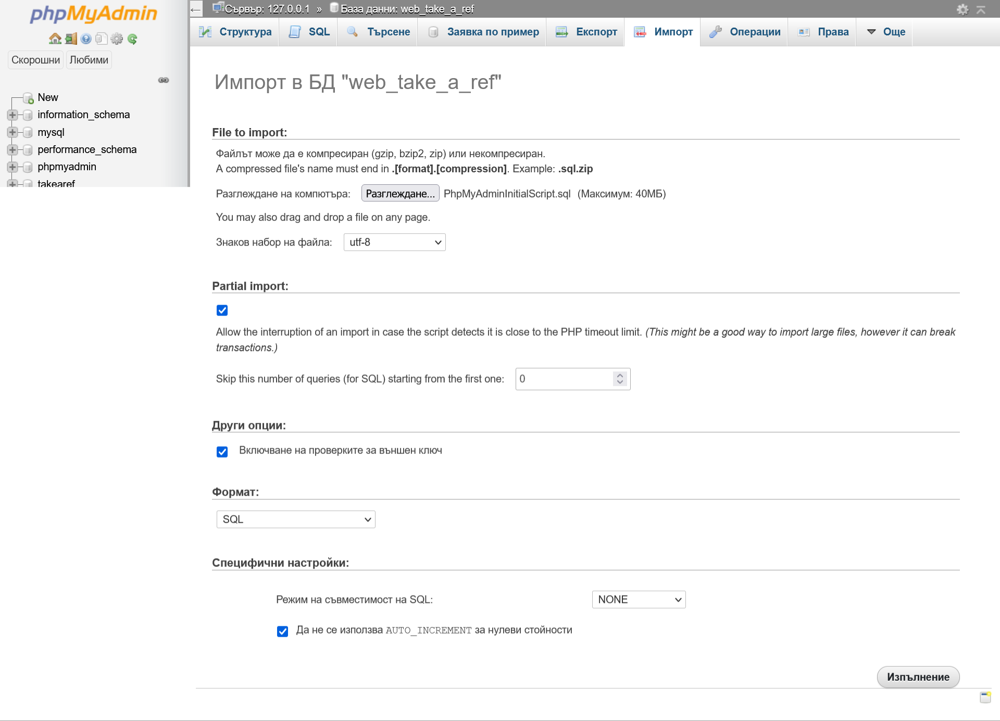 phpMyAdmin
Скорошни Любими
New
information_schema
mysql
performance_schema
phpmyadmin
takearef
← Сървър: 127.0.0.1 » База данни: web_take_a_ref
Структура SQL Търсене Заявка по пример Експорт Импорт Операции Права Още
Импорт в БД "web_take_a_ref"
File to import:
Файлът може да е компресиран (gzip, bzip2, zip) или некомпресиран.
A compressed file's name must end in .[format].[compression]. Example: .sql.zip
Разглеждане на компютъра: Разглеждане... PhpMyAdminInitialScript.sql (Максимум: 40МБ)
You may also drag and drop a file on any page.
Знаков набор на файла: utf-8
Partial import:
Allow the interruption of an import in case the script detects it is close to the PHP timeout limit. (This might be a good way to import large files, however it can break
transactions.)
Skip this number of queries (for SQL) starting from the first one: 0
Други опции:
Включване на проверките за външен ключ
Формат:
SQL
Специфични настройки:
Режим на съвместимост на SQL: NONE
Да не се използва AUTO_INCREMENT за нулеви стойности
Изпълнение